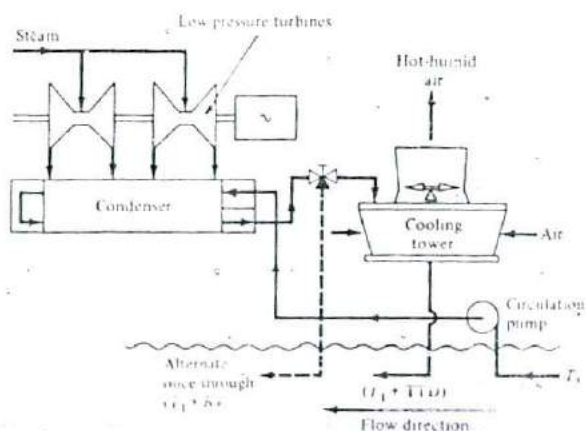 Low pressure turbines
Steam
Hot-humid
air
~
Condenser
Cooling
tower
Air
Circulation
pump
Alternate
once through
Flow direction